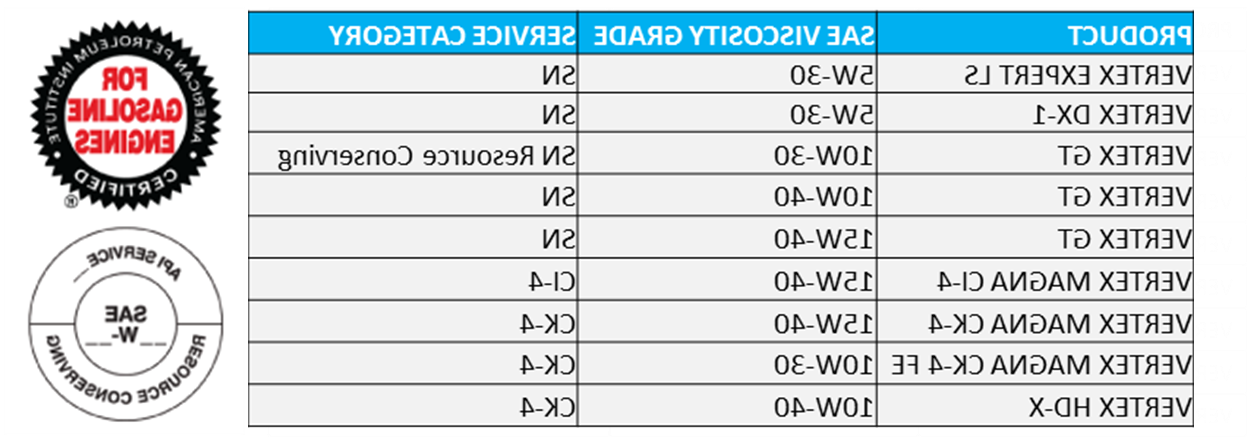 PRODUCT SAE VISCOSITY GRADE SERVICE CATEGORY
VERTEX EXPERT LS 5W-30 SN
VERTEX DX-1 5W-30 SN
VERTEX GT 10W-30 SN Resource Conserving
VERTEX GT 10W-40 SN
VERTEX GT 15W-40 SN
VERTEX MAGNA CI-4 15W-40 CI-4
VERTEX MAGNA CK-4 15W-40 CK-4
VERTEX MAGNA CK-4 FE 10W-30 CK-4
VERTEX HD-X 10W-40 CK-4
AMERICAN PETROLEUM INSTITUTE
FOR
GASOLINE
ENGINES
CERTIFIED
®
API SERVICE __
SAE
__W-__
RESOURCE CONSERVING